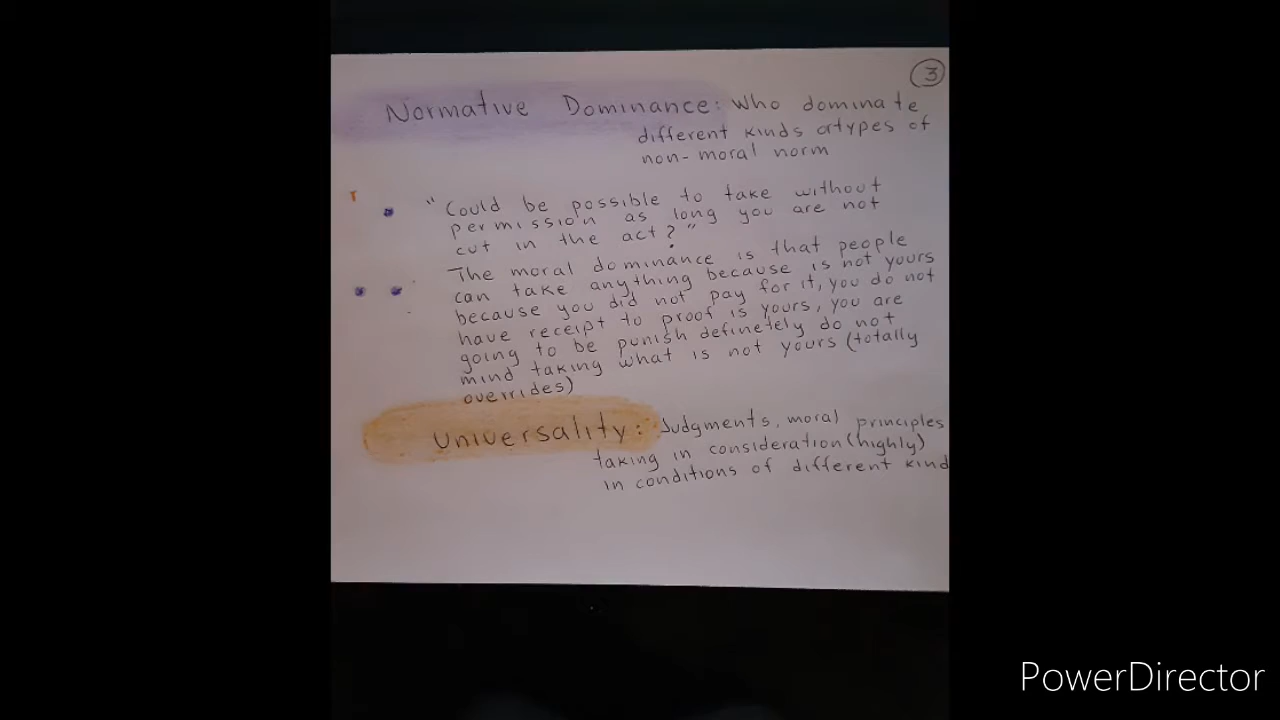 3
Normative Dominance: Who dominate
different kinds or types of
non-moral norm
"Could be possible to take without
permission as long you are not
cut in the act?"
The moral dominance is that people
can take anything because is not yours
because you did not pay for it, you do not
have receipt to proof is yours, you are
going to be punish definetely do not
mind taking what is not yours (totally
overrides)
Universality: Judgments, moral principles
taking in consideration (highly)
in conditions of different kind
PowerDirector